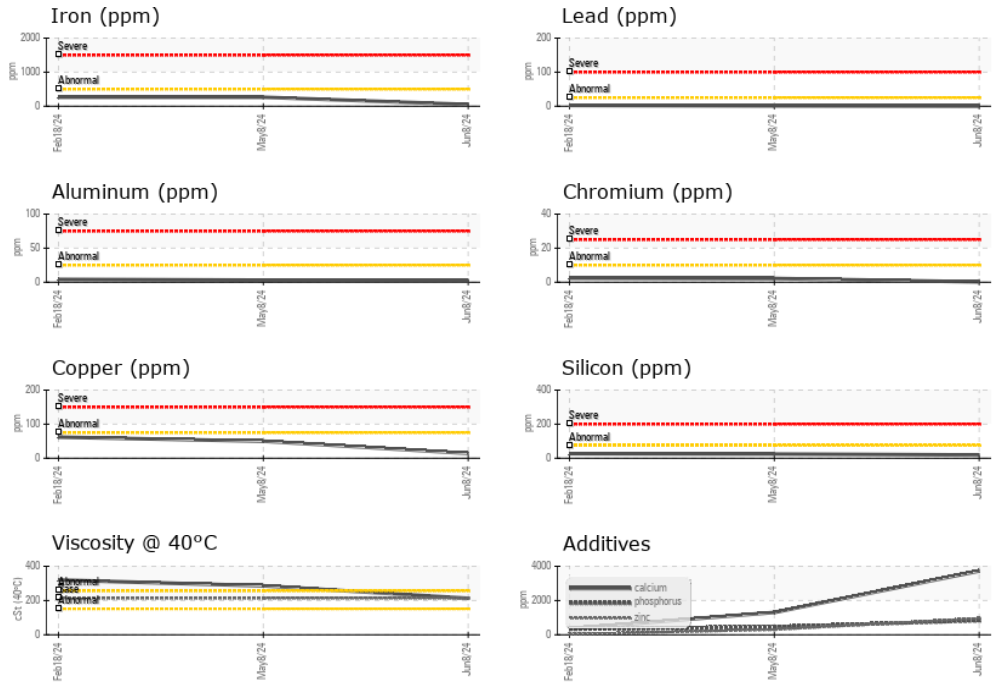 Iron (ppm)
2000
1000
0
ppm
Severe
Abnormal
Feb18/24
May8/24
Jun8/24
Lead (ppm)
200
100
0
ppm
Severe
Abnormal
Feb18/24
May8/24
Jun8/24
Aluminum (ppm)
100
50
0
ppm
Severe
Abnormal
Feb18/24
May8/24
Jun8/24
Chromium (ppm)
40
20
0
ppm
Severe
Abnormal
Feb18/24
May8/24
Jun8/24
Copper (ppm)
200
100
0
ppm
Severe
Abnormal
Feb18/24
May8/24
Jun8/24
Silicon (ppm)
400
200
0
ppm
Severe
Abnormal
Feb18/24
May8/24
Jun8/24
Viscosity @ 40°C
400
200
0
cSt (40°C)
Abnormal
Base
Abnormal
Feb18/24
May8/24
Jun8/24
Additives
4000
2000
0
ppm
calcium
phosphorus
zinc
Feb18/24
May8/24
Jun8/24